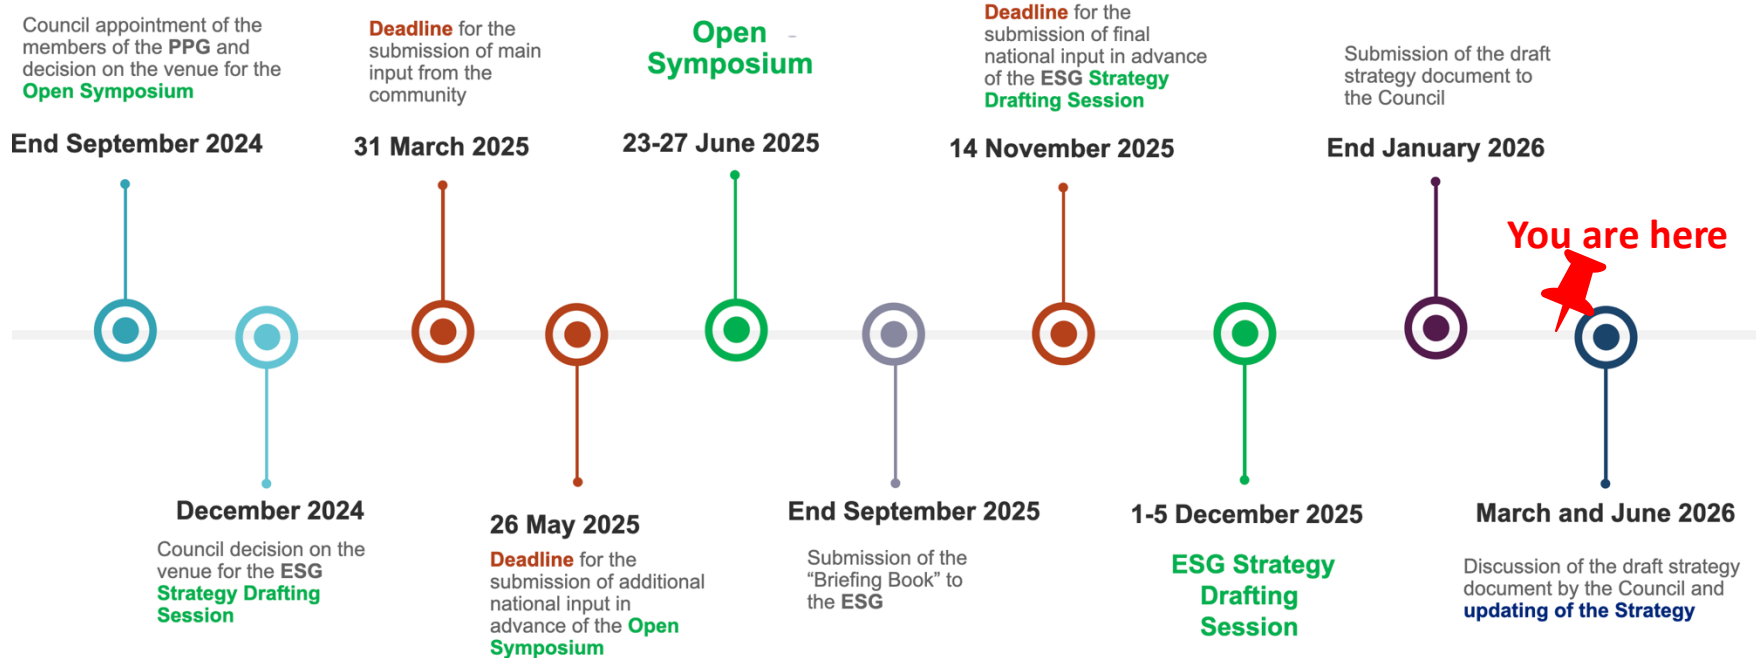 Council appointment of the
members of the PPG and
decision on the venue for the
Open Symposium
End September 2024
Deadline for the
submission of main
input from the
community
31 March 2025
Open
Symposium
23-27 June 2025
Deadline for the
submission of final
national input in advance
of the ESG Strategy
Drafting Session
14 November 2025
Submission of the draft
strategy document to
the Council
End January 2026
You are here
December 2024
Council decision on the
venue for the ESG
Strategy Drafting
Session
26 May 2025
Deadline for the
submission of additional
national input in
advance of the Open
Symposium
End September 2025
Submission of the
“Briefing Book” to
the ESG
1-5 December 2025
ESG Strategy
Drafting
Session
March and June 2026
Discussion of the draft strategy
document by the Council and
updating of the Strategy